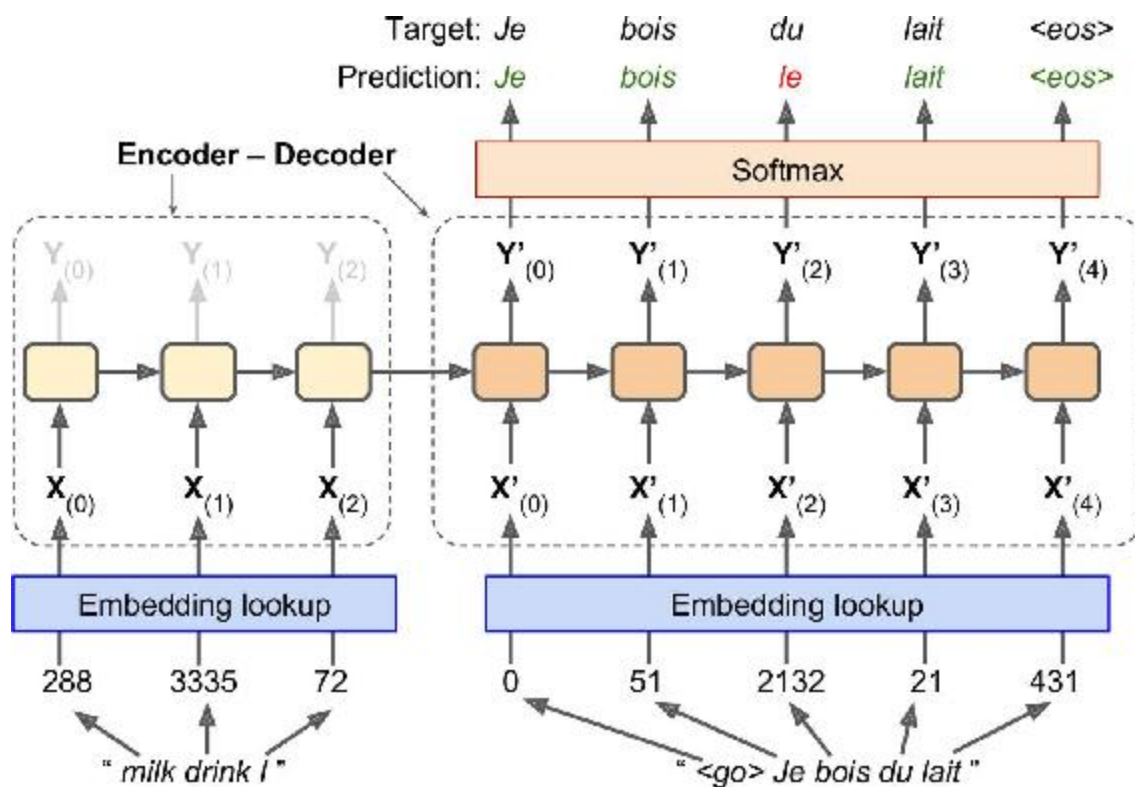 Target: Je bois du lait <eos>
Prediction: Je bois le lait <eos>
Encoder – Decoder
Softmax
Y(0) Y(1) Y(2) Y'(0) Y'(1) Y'(2) Y'(3) Y'(4)
X(0) X(1) X(2) X'(0) X'(1) X'(2) X'(3) X'(4)
Embedding lookup Embedding lookup
288 3335 72 0 51 2132 21 431
“ milk drink I ” “ <go> Je bois du lait ”